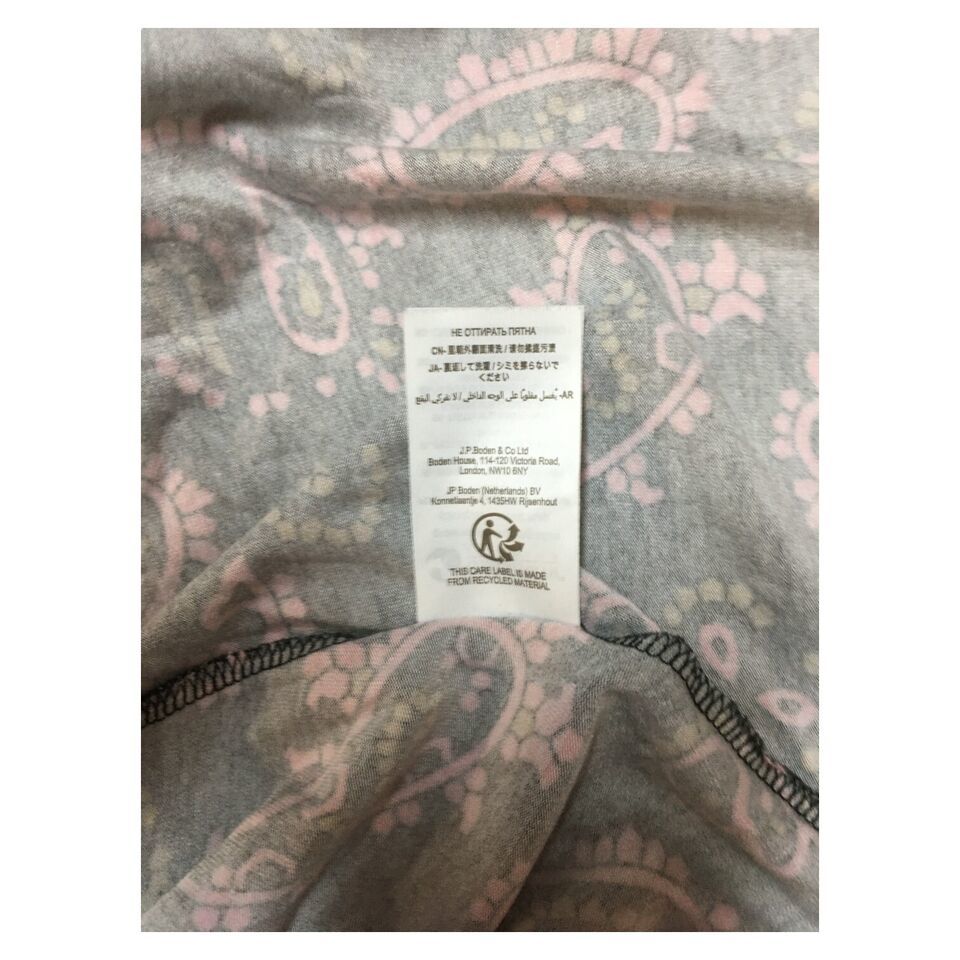 НЕ ОТТИРАТЬ ПЯТНА
CN- 里朝外翻面清洗 / 请勿揉搓污渍
JA- 裏返して洗濯 / シミを擦らないで
ください
AR- يُغسل مقلوبًا على الوجه الداخلي / لا تفركي البقع
J.P.Boden & Co Ltd
Boden House, 114-120 Victoria Road,
London, NW10 6NY
JP Boden (Netherlands) BV
Konnetlaantje 4, 1435HW Rijsenhout
THIS CARE LABEL IS MADE
FROM RECYCLED MATERIAL